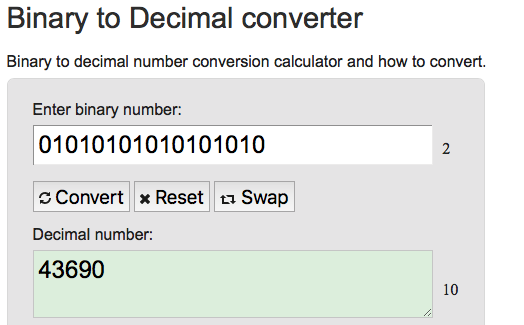 Binary to Decimal converter
Binary to decimal number conversion calculator and how to convert.
Enter binary number:
01010101010101010 2
Convert Reset Swap
Decimal number:
43690
10